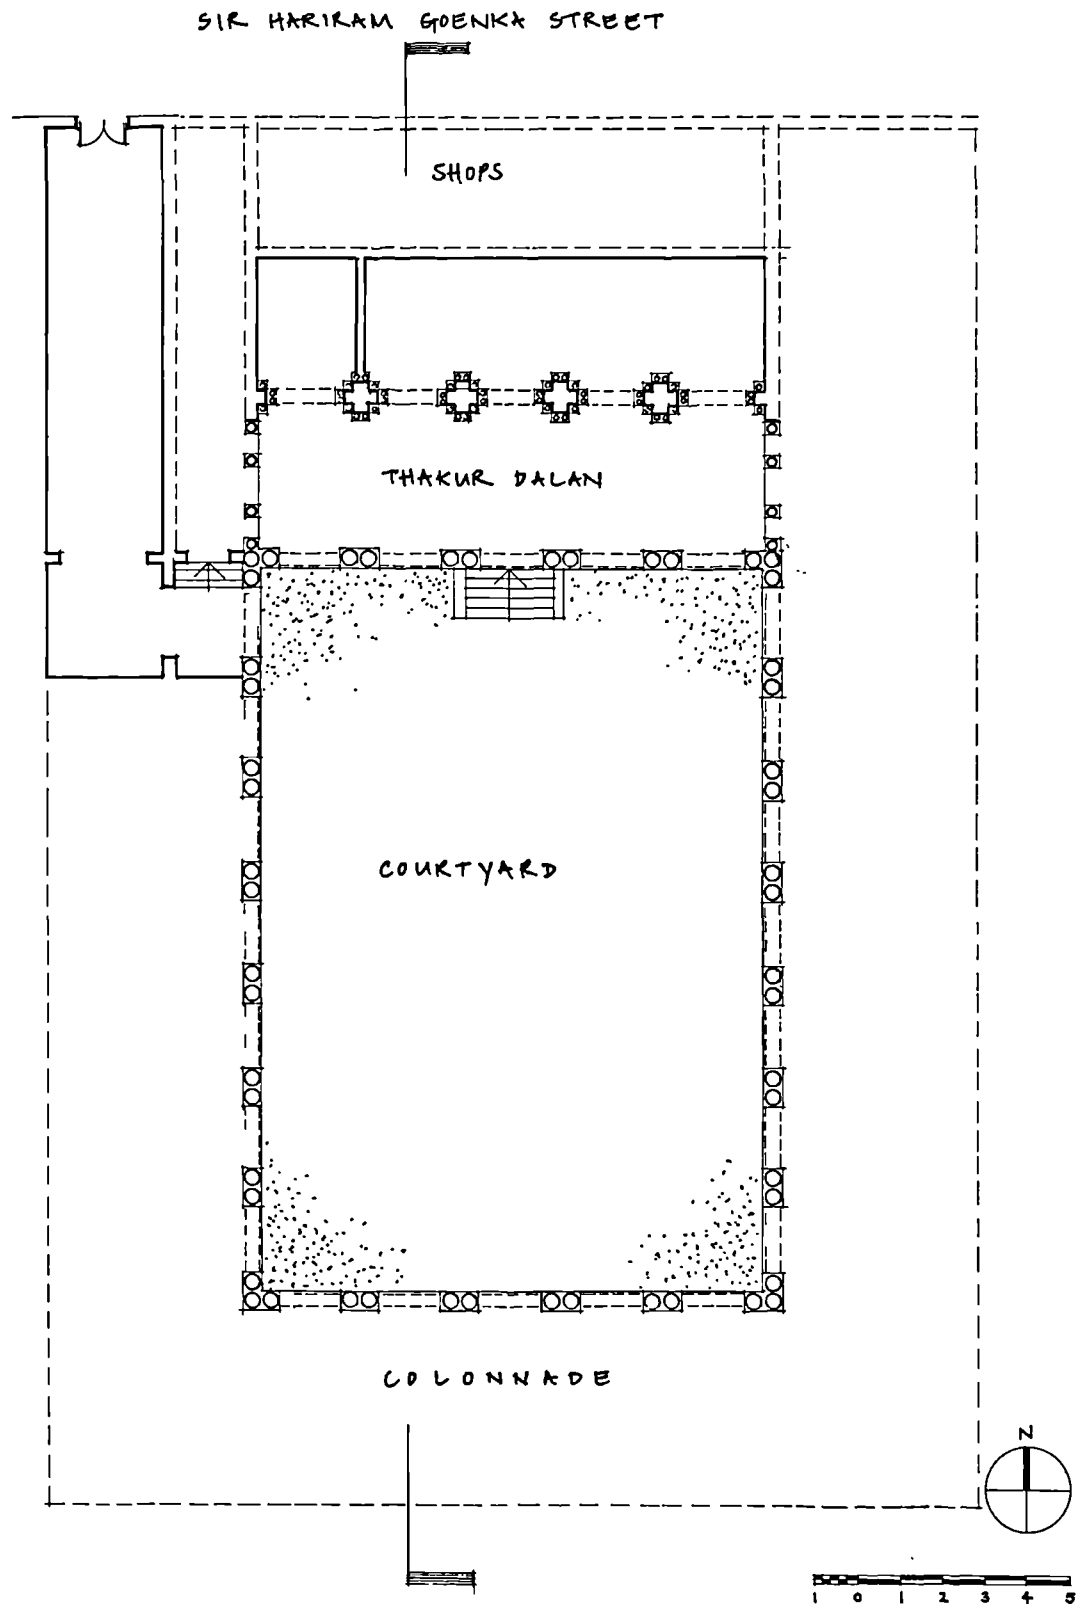 SIR HARIRAM GOENKA STREET
SHOPS
THAKUR DALAN
COURTYARD
COLONNADE
N
1 0 1 2 3 4 5